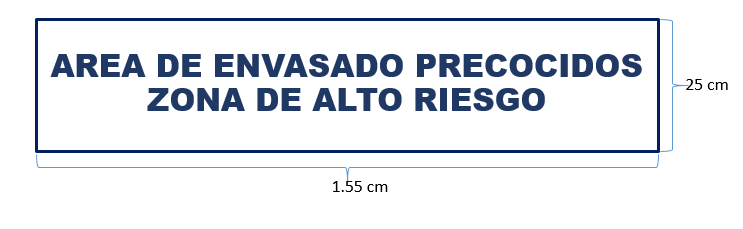 AREA DE ENVASADO PRECOCIDOS
ZONA DE ALTO RIESGO
25 cm
1.55 cm